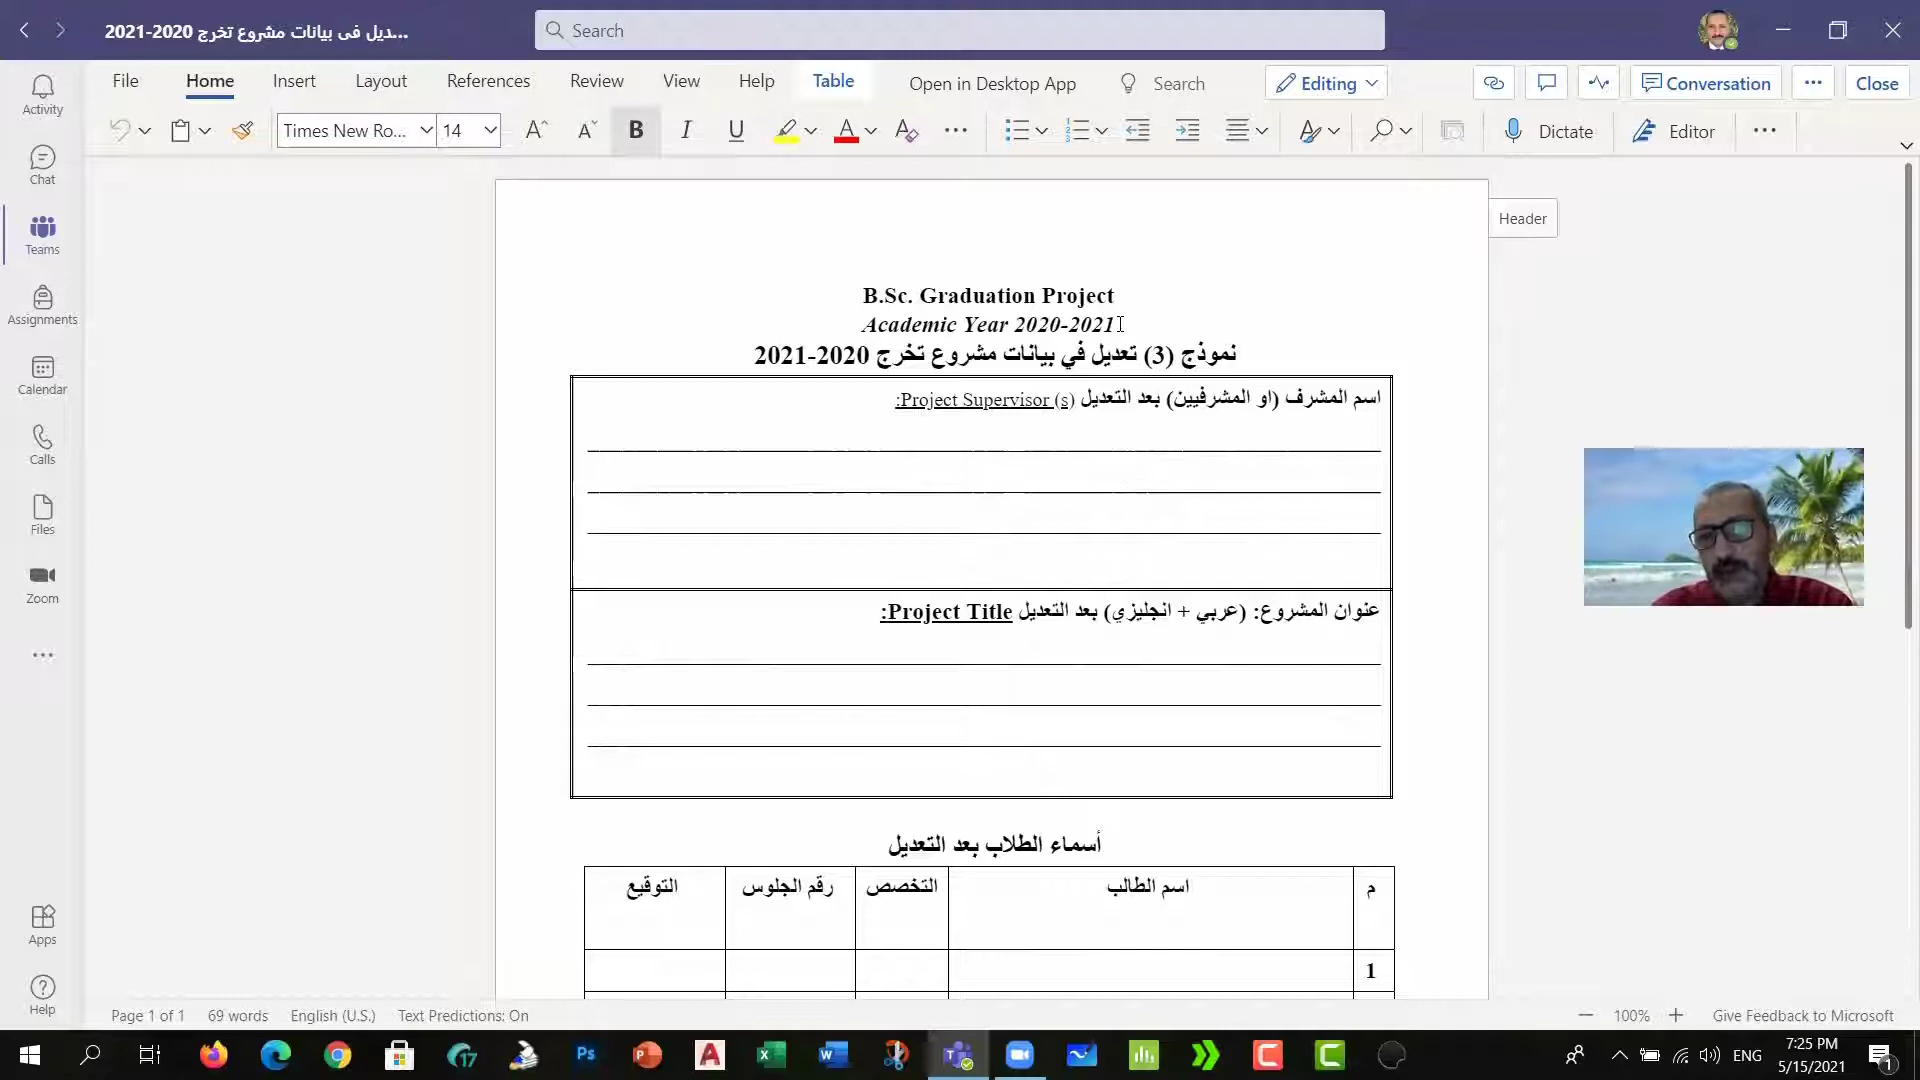 تعديل فى بيانات مشروع تخرج 2020-2021...
Search
File Home Insert Layout References Review View Help Table Open in Desktop App Search Editing Conversation ... Close
Times New Ro... 14 B I U A Dictate Editor ...
Activity
Chat
Teams
Assignments
Calendar
Calls
Files
Zoom
Apps
Help
Header
B.Sc. Graduation Project
Academic Year 2020-2021
نموذج (3) تعديل في بيانات مشروع تخرج 2020-2021
اسم المشرف (او المشرفيين) بعد التعديل Project Supervisor (s):
عنوان المشروع: (عربي + انجليزي) بعد التعديل Project Title:
أسماء الطلاب بعد التعديل
م اسم الطالب التخصص رقم الجلوس التوقيع
1
Page 1 of 1 69 words English (U.S.) Text Predictions: On 100% Give Feedback to Microsoft
ENG 7:25 PM
5/15/2021 1